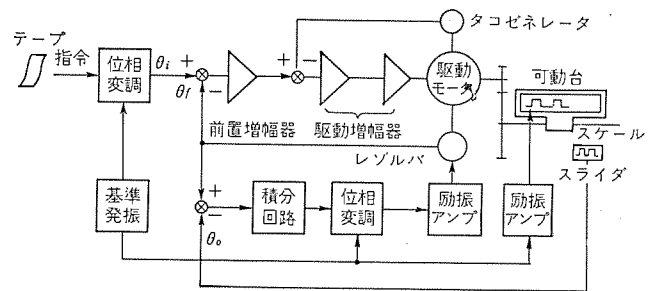 テープ
指令
位相
変調
θi
+
−
θf
前置増幅器
+
−
駆動増幅器
タコゼネレータ
駆動
モータ
レゾルバ
可動台
スケール
スライダ
基準
発振
+
−
θo
積分
回路
位相
変調
励振
アンプ
励振
アンプ